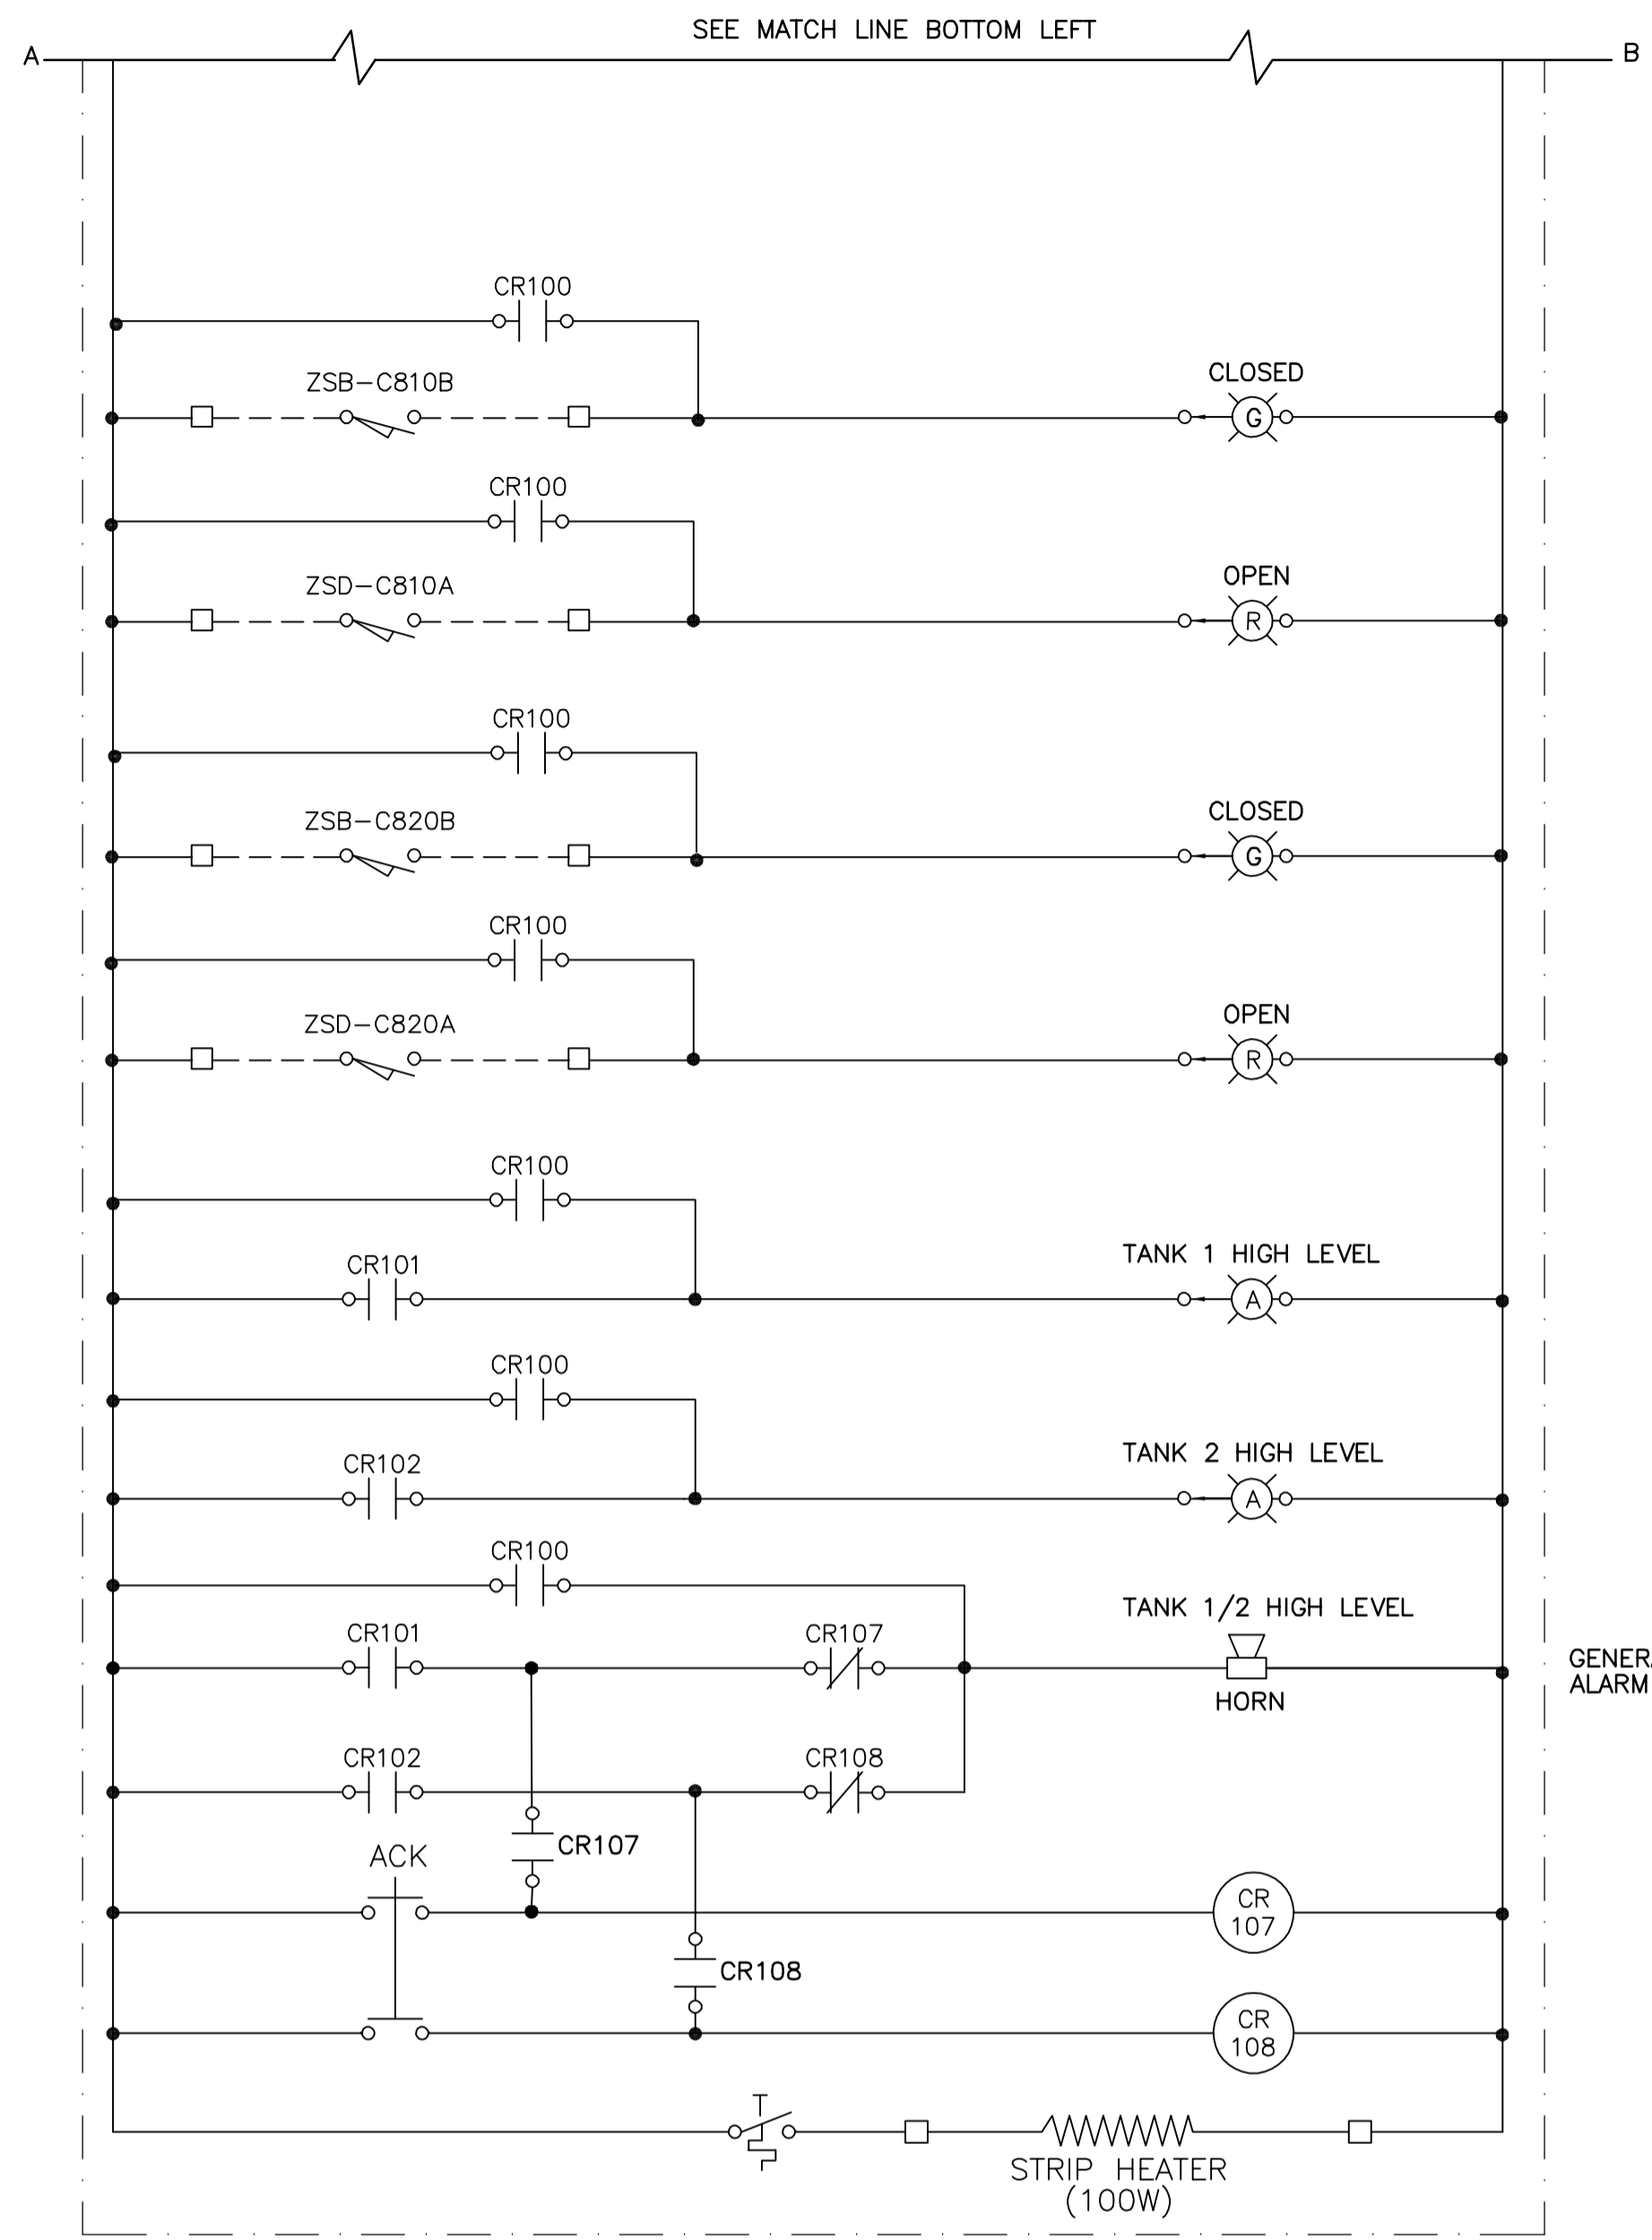 SEE MATCH LINE BOTTOM LEFT
A
B
CR100
ZSB-C810B
CLOSED
G
CR100
ZSD-C810A
OPEN
R
CR100
ZSB-C820B
CLOSED
G
CR100
ZSD-C820A
OPEN
R
CR100
CR101
TANK 1 HIGH LEVEL
A
CR100
CR102
TANK 2 HIGH LEVEL
A
CR100
TANK 1/2 HIGH LEVEL
CR101
CR107
HORN
ALARM
CR102
CR108
CR107
ACK
CR
107
CR108
CR
108
T
STRIP HEATER
(100W)